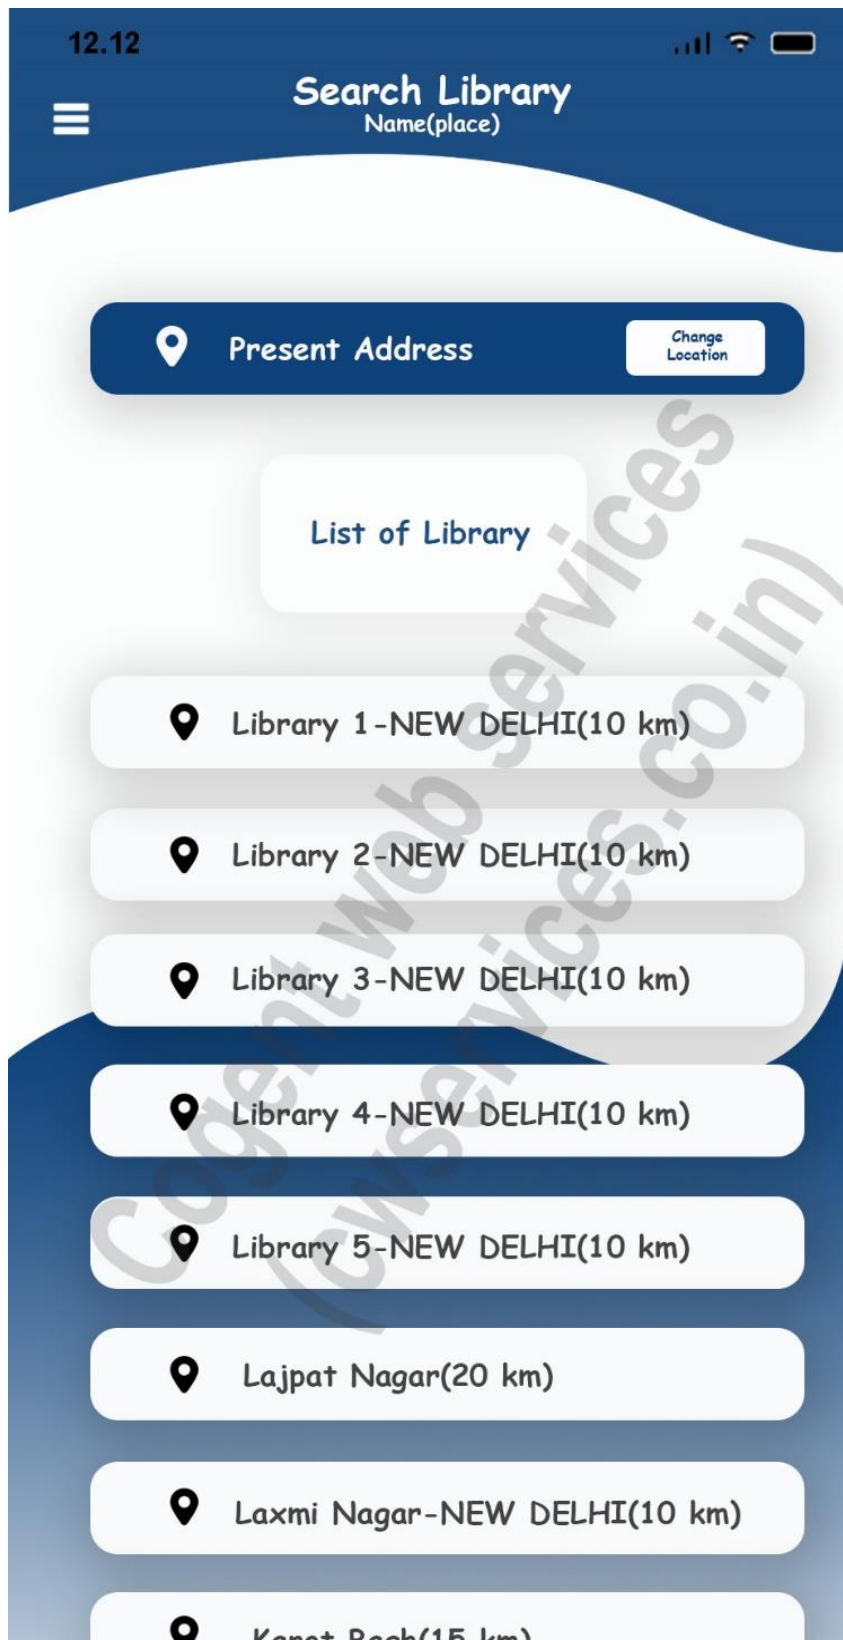 12.12
Search Library
Name(place)
Present Address
Change
Location
List of Library
Library 1-NEW DELHI(10 km)
Library 2-NEW DELHI(10 km)
Library 3-NEW DELHI(10 km)
Library 4-NEW DELHI(10 km)
Library 5-NEW DELHI(10 km)
Lajpat Nagar(20 km)
Laxmi Nagar-NEW DELHI(10 km)
(15 km)
Cogent web services
(cwservices.co.in)